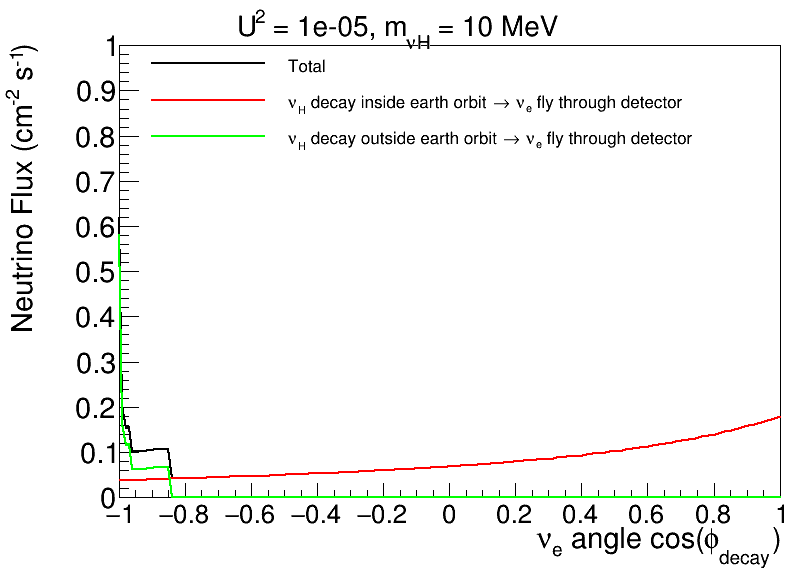 U² = 1e-05, m_νH = 10 MeV
Neutrino Flux (cm⁻² s⁻¹)
Total
ν_H decay inside earth orbit → ν_e fly through detector
ν_H decay outside earth orbit → ν_e fly through detector
1
0.9
0.8
0.7
0.6
0.5
0.4
0.3
0.2
0.1
0
−1 −0.8 −0.6 −0.4 −0.2 0 0.2 0.4 0.6 0.8 1
ν_e angle cos(ϕ_decay)